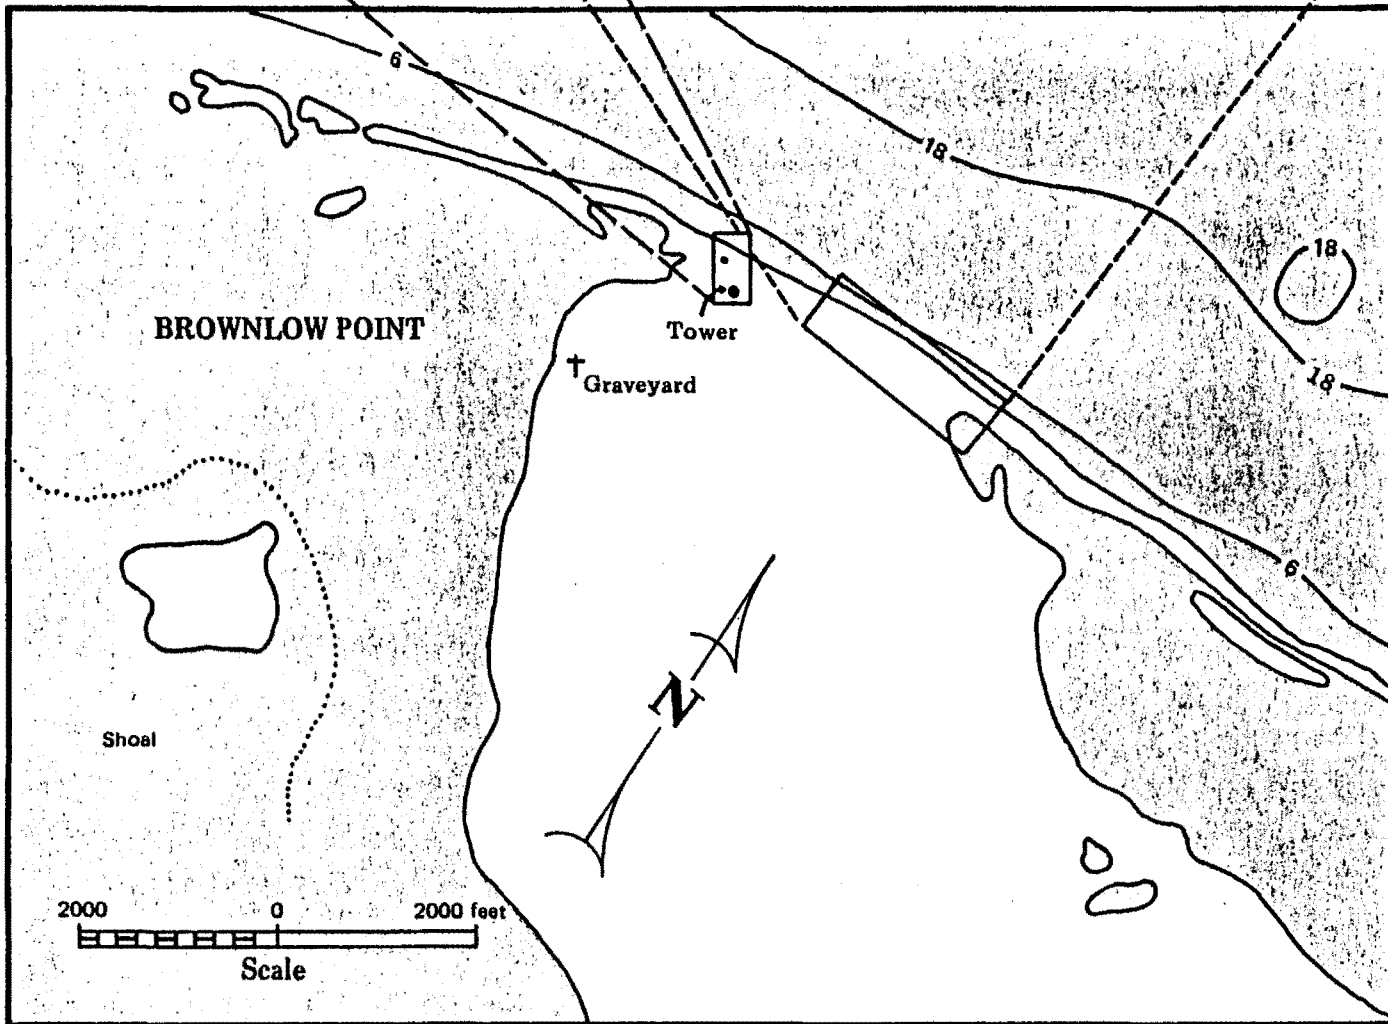 6
18
18
BROWNLOW POINT
Tower
Graveyard
18
6
N
Shoal
2000 0 2000 feet
Scale